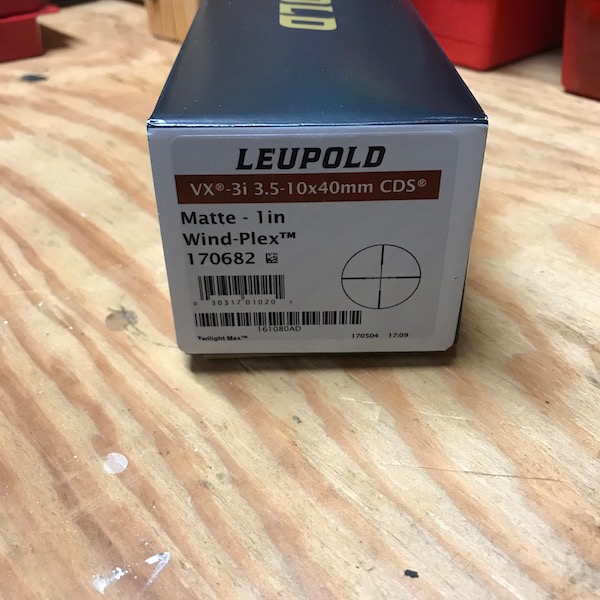 OLD
LEUPOLD
VX®-3i 3.5-10x40mm CDS®
Matte - 1in
Wind-Plex™
170682
0 30317 01020 1
161080AD
Twilight Max™ 170504 17:09